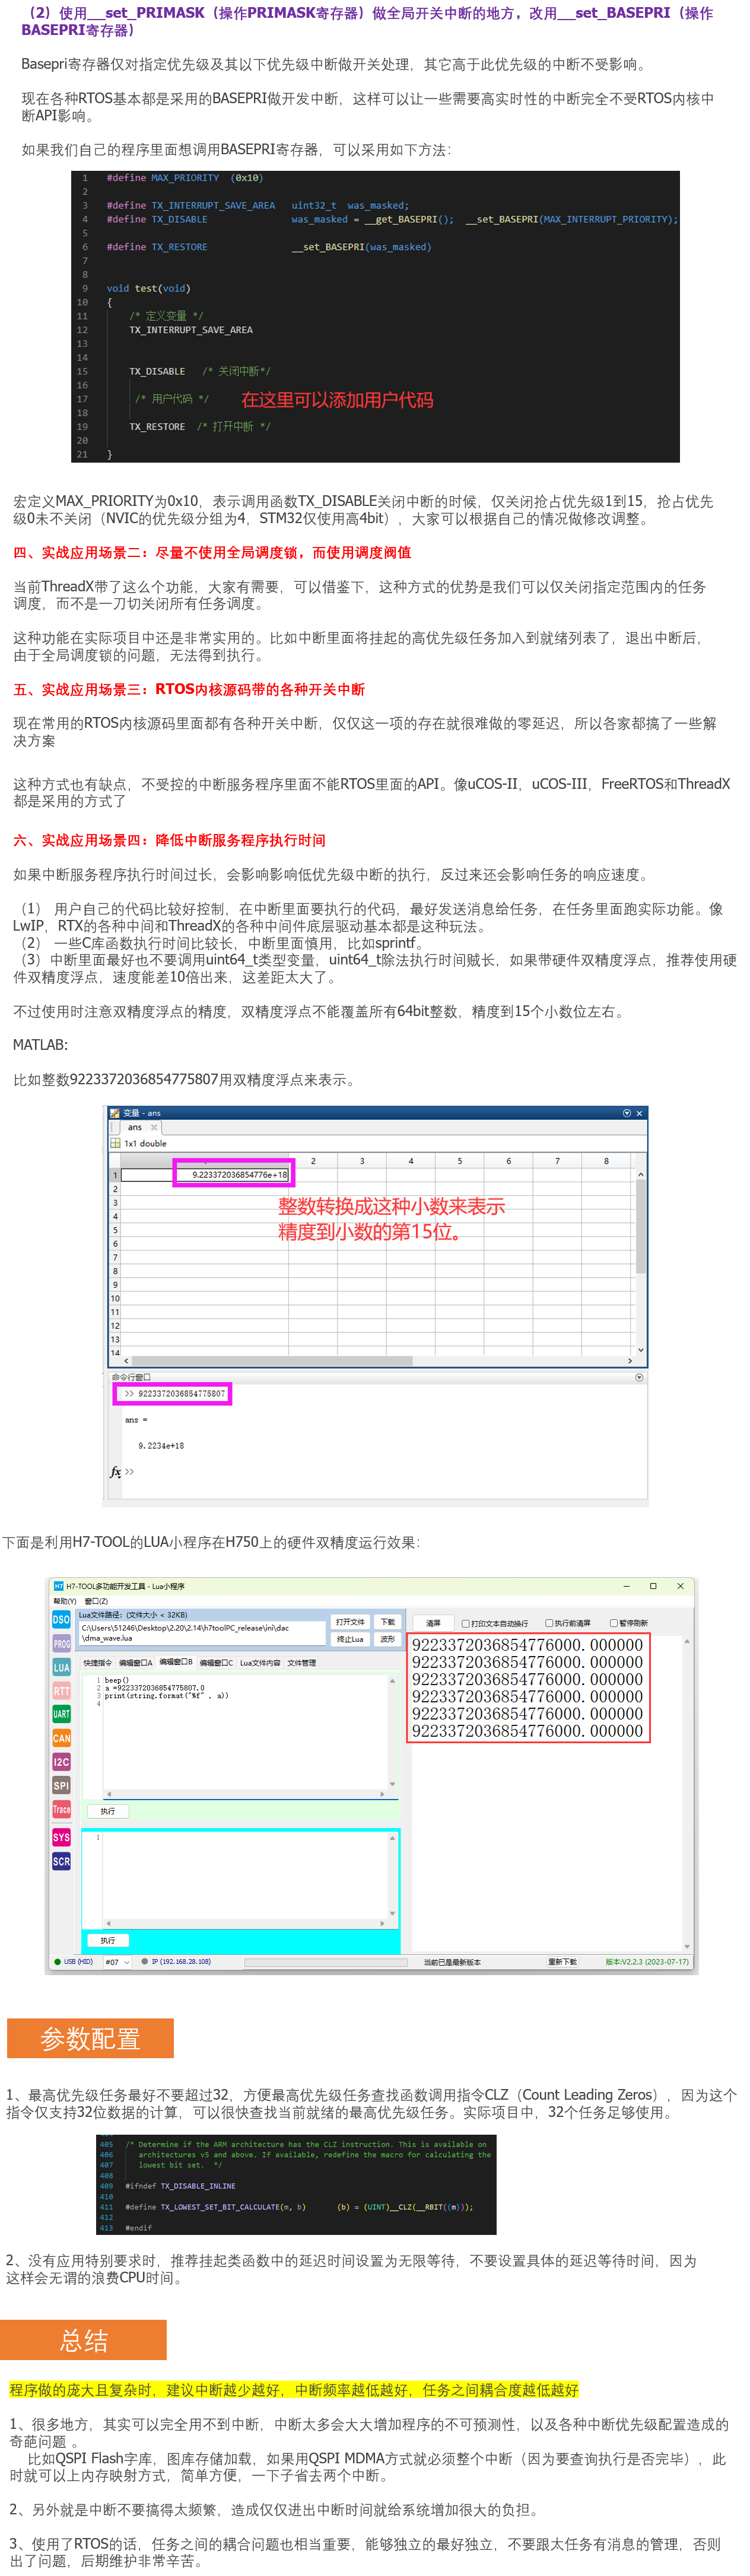 （2）使用__set_PRIMASK（操作PRIMASK寄存器）做全局开关中断的地方，改用__set_BASEPRI（操作
BASEPRI寄存器）
Basepri寄存器仅对指定优先级及其以下优先级中断做开关处理，其它高于此优先级的中断不受影响。
现在各种RTOS基本都是采用的BASEPRI做开发中断，这样可以让一些需要高实时性的中断完全不受RTOS内核中
断API影响。
如果我们自己的程序里面想调用BASEPRI寄存器，可以采用如下方法：
1 #define MAX_PRIORITY (0x10)
2
3 #define TX_INTERRUPT_SAVE_AREA uint32_t was_masked;
4 #define TX_DISABLE was_masked = __get_BASEPRI(); __set_BASEPRI(MAX_INTERRUPT_PRIORITY);
5
6 #define TX_RESTORE __set_BASEPRI(was_masked)
7
8
9 void test(void)
10 {
11 /* 定义变量 */
12 TX_INTERRUPT_SAVE_AREA
13
14
15 TX_DISABLE /* 关闭中断*/
16
17 /* 用户代码 */ 在这里可以添加用户代码
18
19 TX_RESTORE /* 打开中断 */
20
21 }
宏定义MAX_PRIORITY为0x10，表示调用函数TX_DISABLE关闭中断的时候，仅关闭抢占优先级1到15，抢占优先
级0未不关闭（NVIC的优先级分组为4，STM32仅使用高4bit），大家可以根据自己的情况做修改调整。
四、实战应用场景二：尽量不使用全局调度锁，而使用调度阀值
当前ThreadX带了这么个功能，大家有需要，可以借鉴下，这种方式的优势是我们可以仅关闭指定范围内的任务
调度，而不是一刀切关闭所有任务调度。
这种功能在实际项目中还是非常实用的。比如中断里面将挂起的高优先级任务加入到就绪列表了，退出中断后，
由于全局调度锁的问题，无法得到执行。
五、实战应用场景三：RTOS内核源码带的各种开关中断
现在常用的RTOS内核源码里面都有各种开关中断，仅仅这一项的存在就很难做的零延迟，所以各家都搞了一些解
决方案
这种方式也有缺点，不受控的中断服务程序里面不能RTOS里面的API。像uCOS-II，uCOS-III，FreeRTOS和ThreadX
都是采用的方式了
六、实战应用场景四：降低中断服务程序执行时间
如果中断服务程序执行时间过长，会影响影响低优先级中断的执行，反过来还会影响任务的响应速度。
（1） 用户自己的代码比较好控制，在中断里面要执行的代码，最好发送消息给任务，在任务里面跑实际功能。像
LwIP，RTX的各种中间和ThreadX的各种中间件底层驱动基本都是这种玩法。
（2） 一些C库函数执行时间比较长，中断里面慎用，比如sprintf。
（3）中断里面最好也不要调用uint64_t类型变量，uint64_t除法执行时间贼长，如果带硬件双精度浮点，推荐使用硬
件双精度浮点，速度能差10倍出来，这差距太大了。
不过使用时注意双精度浮点的精度，双精度浮点不能覆盖所有64bit整数，精度到15个小数位左右。
MATLAB:
比如整数9223372036854775807用双精度浮点来表示。
变量 - ans
ans
1x1 double
2 3 4 5 6 7 8
1 9.223372036854776e+18
2
3
4
5
6
7
8
9
10
11
12
13
14
整数转换成这种小数来表示
精度到小数的第15位。
命令行窗口
>> 9223372036854775807
ans =
9.2234e+18
fx >>
下面是利用H7-TOOL的LUA小程序在H750上的硬件双精度运行效果：
H7 H7-TOOL多功能开发工具 - Lua小程序
帮助(Y) 窗口(Z)
DSO
PROG
LUA
RTT
UART
CAN
I2C
SPI
Trace
SYS
SCR
Lua文件路径：(文件大小 < 32KB)
C:\Users\51246\Desktop\2.20\2.14\h7toolPC_release\ini\dac
\dma_wave.lua
打开文件 下载
终止Lua 波形
快捷指令 编辑窗口A 编辑窗口B 编辑窗口C Lua文件内容 文件管理
1 beep()
2 a =9223372036854775807.0
3 print(string.format("%f" , a))
4
执行
1
执行
清屏 打印文本自动换行 执行前清屏 暂停刷新
9223372036854776000.000000
9223372036854776000.000000
9223372036854776000.000000
9223372036854776000.000000
9223372036854776000.000000
9223372036854776000.000000
USB (HID) #07 IP (192.168.28.108) 当前已是最新版本 重新下载 版本:V2.2.3 (2023-07-17)
参数配置
1、最高优先级任务最好不要超过32，方便最高优先级任务查找函数调用指令CLZ（Count Leading Zeros），因为这个
指令仅支持32位数据的计算，可以很快查找当前就绪的最高优先级任务。实际项目中，32个任务足够使用。
405 /* Determine if the ARM architecture has the CLZ instruction. This is available on
406 architectures v5 and above. If available, redefine the macro for calculating the
407 lowest bit set. */
408
409 #ifndef TX_DISABLE_INLINE
410
411 #define TX_LOWEST_SET_BIT_CALCULATE(m, b) (b) = (UINT)__CLZ(__RBIT((m)));
412
413 #endif
2、没有应用特别要求时，推荐挂起类函数中的延迟时间设置为无限等待，不要设置具体的延迟等待时间，因为
这样会无谓的浪费CPU时间。
总结
程序做的庞大且复杂时，建议中断越少越好，中断频率越低越好，任务之间耦合度越低越好
1、很多地方，其实可以完全用不到中断，中断太多会大大增加程序的不可预测性，以及各种中断优先级配置造成的
奇葩问题 。
比如QSPI Flash字库，图库存储加载，如果用QSPI MDMA方式就必须整个中断（因为要查询执行是否完毕），此
时就可以上内存映射方式，简单方便，一下子省去两个中断。
2、另外就是中断不要搞得太频繁，造成仅仅进出中断时间就给系统增加很大的负担。
3、使用了RTOS的话，任务之间的耦合问题也相当重要，能够独立的最好独立，不要跟太任务有消息的管理，否则
出了问题，后期维护非常辛苦。